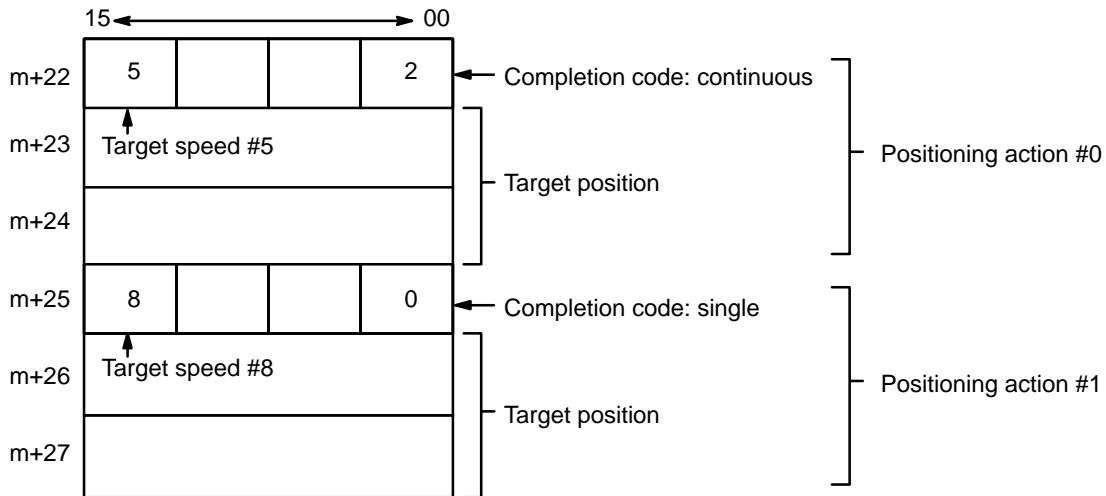 15 00
m+22 5 2 Completion code: continuous
m+23 Target speed #5
Target position
Positioning action #0
m+24
m+25 8 0 Completion code: single
m+26 Target speed #8
Target position
Positioning action #1
m+27